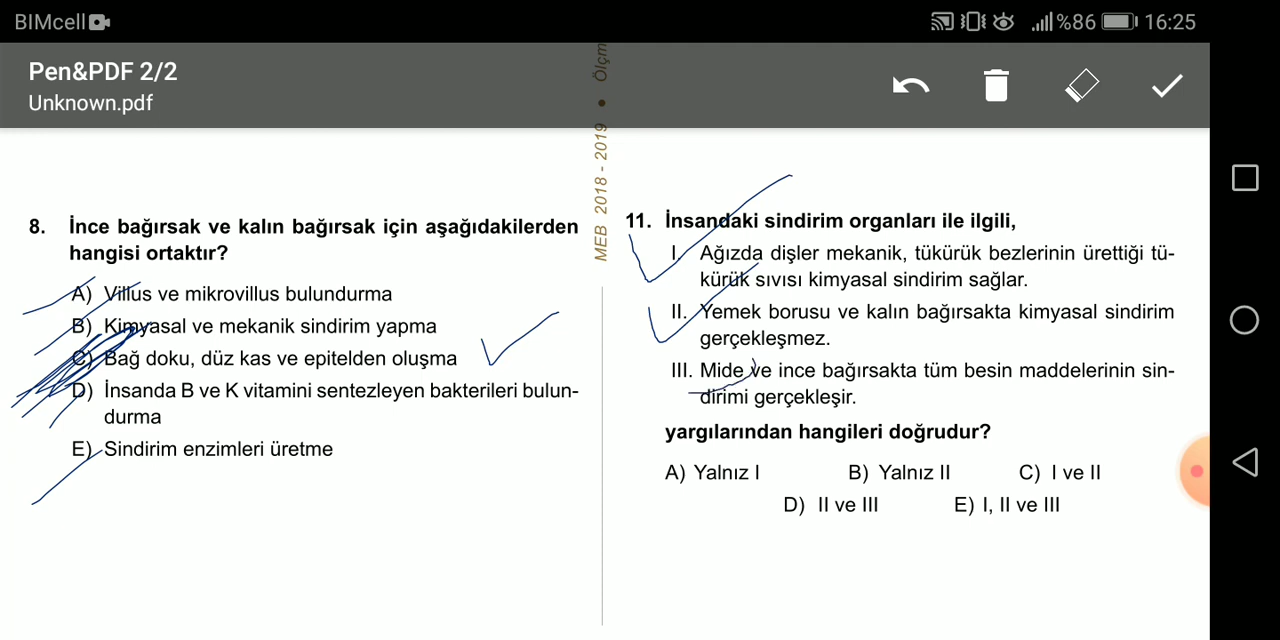 BIMcell
%86 16:25
Pen&PDF 2/2
Unknown.pdf
MEB 2018 - 2019 ● Ölçm
8. İnce bağırsak ve kalın bağırsak için aşağıdakilerden
hangisi ortaktır?
A) Villus ve mikrovillus bulundurma
B) Kimyasal ve mekanik sindirim yapma
C) Bağ doku, düz kas ve epitelden oluşma
D) İnsanda B ve K vitamini sentezleyen bakterileri bulun-
durma
E) Sindirim enzimleri üretme
11. İnsandaki sindirim organları ile ilgili,
I. Ağızda dişler mekanik, tükürük bezlerinin ürettiği tü-
kürük sıvısı kimyasal sindirim sağlar.
II. Yemek borusu ve kalın bağırsakta kimyasal sindirim
gerçekleşmez.
III. Mide ve ince bağırsakta tüm besin maddelerinin sin-
dirimi gerçekleşir.
yargılarından hangileri doğrudur?
A) Yalnız I B) Yalnız II C) I ve II
D) II ve III E) I, II ve III